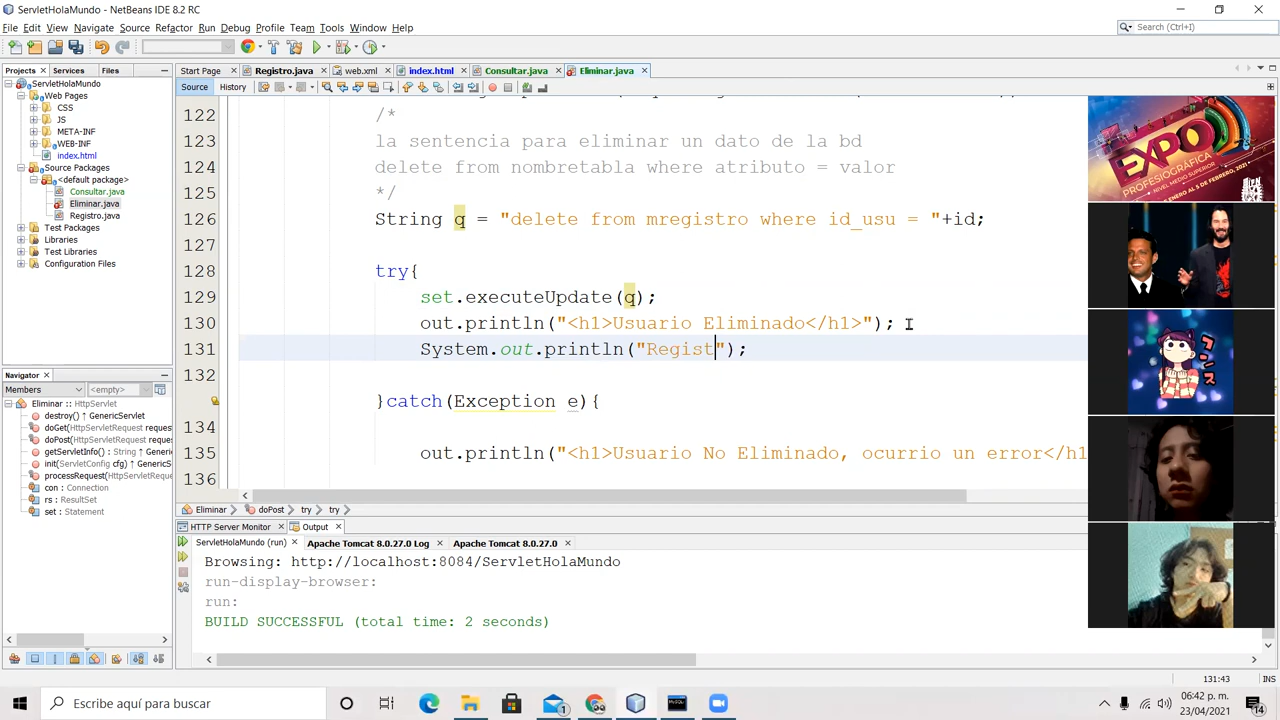 ServletHolaMundo - NetBeans IDE 8.2 RC
File Edit View Navigate Source Refactor Run Debug Profile Team Tools Window Help
Search (Ctrl+I)
Projects Services Files
Start Page Registro.java web.xml index.html Consultar.java Eliminar.java
Source History
ServletHolaMundo
Web Pages
CSS
JS
META-INF
WEB-INF
index.html
Source Packages
<default package>
Consultar.java
Eliminar.java
Registro.java
Test Packages
Libraries
Test Libraries
Configuration Files
122 /*
123 la sentencia para eliminar un dato de la bd
124 delete from nombretabla where atributo = valor
125 */
126 String q = "delete from mregistro where id_usu = "+id;
127
128 try{
129 set.executeUpdate(q);
130 out.println("<h1>Usuario Eliminado</h1>");
131 System.out.println("Regist");
132
}catch(Exception e){
134
135 out.println("<h1>Usuario No Eliminado, ocurrio un error</h1
136
Navigator
Members <empty>
Eliminar :: HttpServlet
destroy() ↑ GenericServlet
doGet(HttpServletRequest reques
doPost(HttpServletRequest reque
getServletInfo() : String ↑ Generic
init(ServletConfig cfg) ↑ GenericS
processRequest(HttpServletReque
con : Connection
rs : ResultSet
set : Statement
Eliminar doPost try try
HTTP Server Monitor Output
ServletHolaMundo (run) Apache Tomcat 8.0.27.0 Log Apache Tomcat 8.0.27.0
Browsing: http://localhost:8084/ServletHolaMundo
run-display-browser:
run:
BUILD SUCCESSFUL (total time: 2 seconds)
131:43 INS
EXPO
PROFESIOGRÁFICA
NIVEL MEDIO SUPERIOR
Escribe aquí para buscar
06:42 p. m.
23/04/2021
14